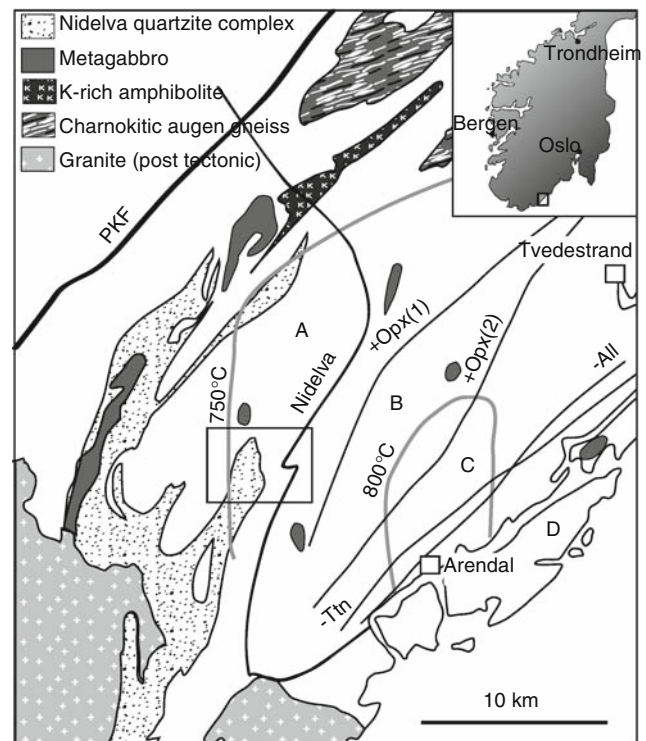 Nidelva quartzite complex
Metagabbro
K-rich amphibolite
Charnokitic augen gneiss
Granite (post tectonic)
Trondheim
Bergen
Oslo
PKF
Tvedestrand
A
+Opx(1)
+Opx(2)
-All
750°C
Nidelva
B
800°C
C
D
Arendal
-Ttn
10 km